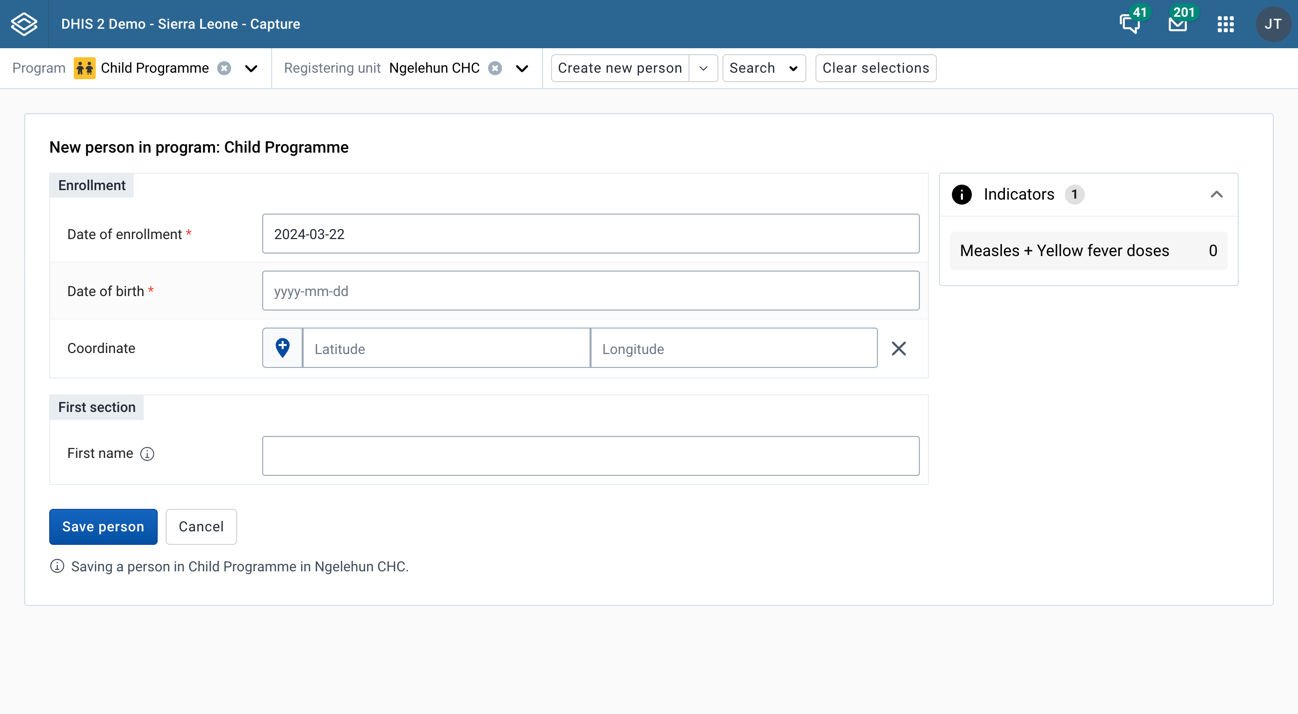 DHIS 2 Demo - Sierra Leone - Capture 41 201 JT
Program Child Programme Registering unit Ngelehun CHC Create new person Search Clear selections
New person in program: Child Programme
Enrollment
Date of enrollment * 2024-03-22
Date of birth * yyyy-mm-dd
Coordinate Latitude Longitude
First section
First name
Save person Cancel
Saving a person in Child Programme in Ngelehun CHC.
Indicators 1
Measles + Yellow fever doses 0